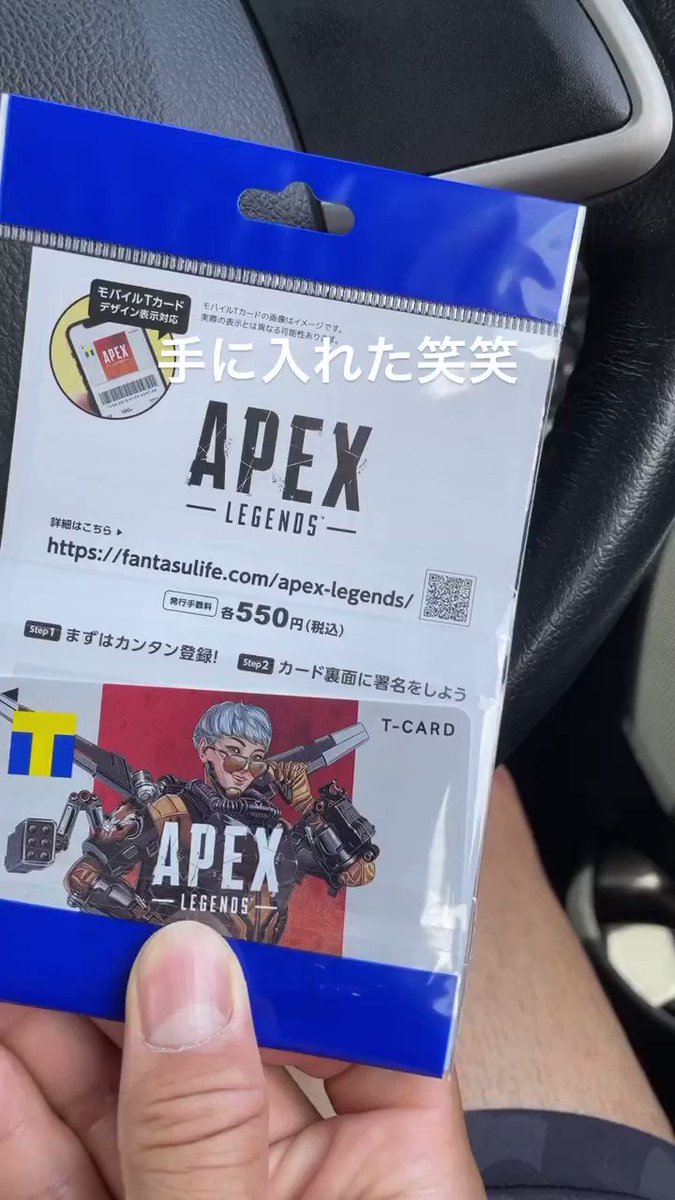 モバイルTカード
デザイン表示対応
モバイルTカードの画像はイメージです。
実際の表示とは異なる可能性あります。
手に入れた笑笑
APEX
LEGENDS
APEX
LEGENDS™
詳細はこちら▶
https://fantasulife.com/apex-legends/
発行手数料 各550円(税込)
Step1 まずはカンタン登録!
Step2 カード裏面に署名をしよう
T
T-CARD
APEX
LEGENDS™